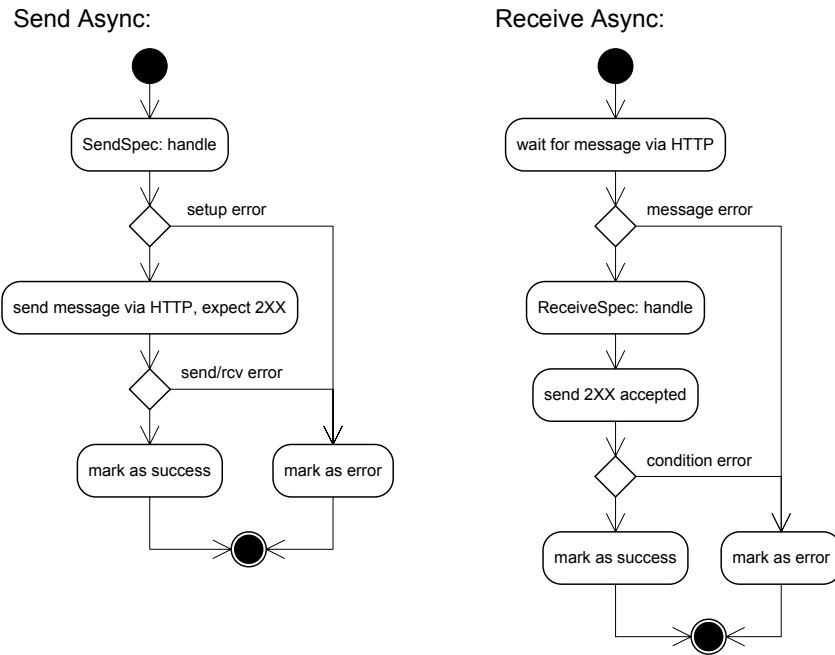 Send Async:
SendSpec: handle
setup error
send message via HTTP, expect 2XX
send/rcv error
mark as success
mark as error
Receive Async:
wait for message via HTTP
message error
ReceiveSpec: handle
send 2XX accepted
condition error
mark as success
mark as error